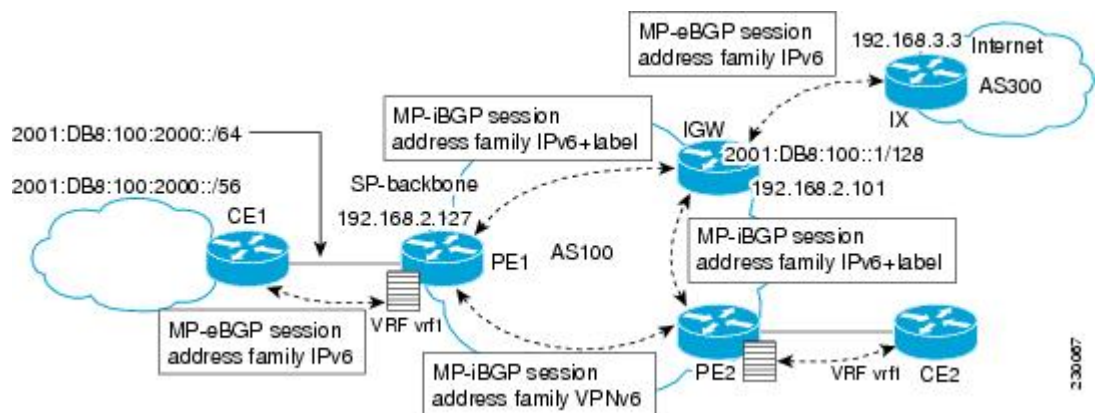 MP-eBGP session
address family IPv6
192.168.3.3
Internet
AS300
IX
MP-iBGP session
address family IPv6+label
IGW
2001:DB8:100:2000::/64
2001:DB8:100::1/128
2001:DB8:100:2000::/56
SP-backbone
192.168.2.101
CE1
192.168.2.127
PE1
AS100
MP-iBGP session
address family IPv6+label
VRF vrf1
MP-eBGP session
address family IPv6
MP-iBGP session
address family VPNv6
PE2
VRF vrf1
CE2
230067